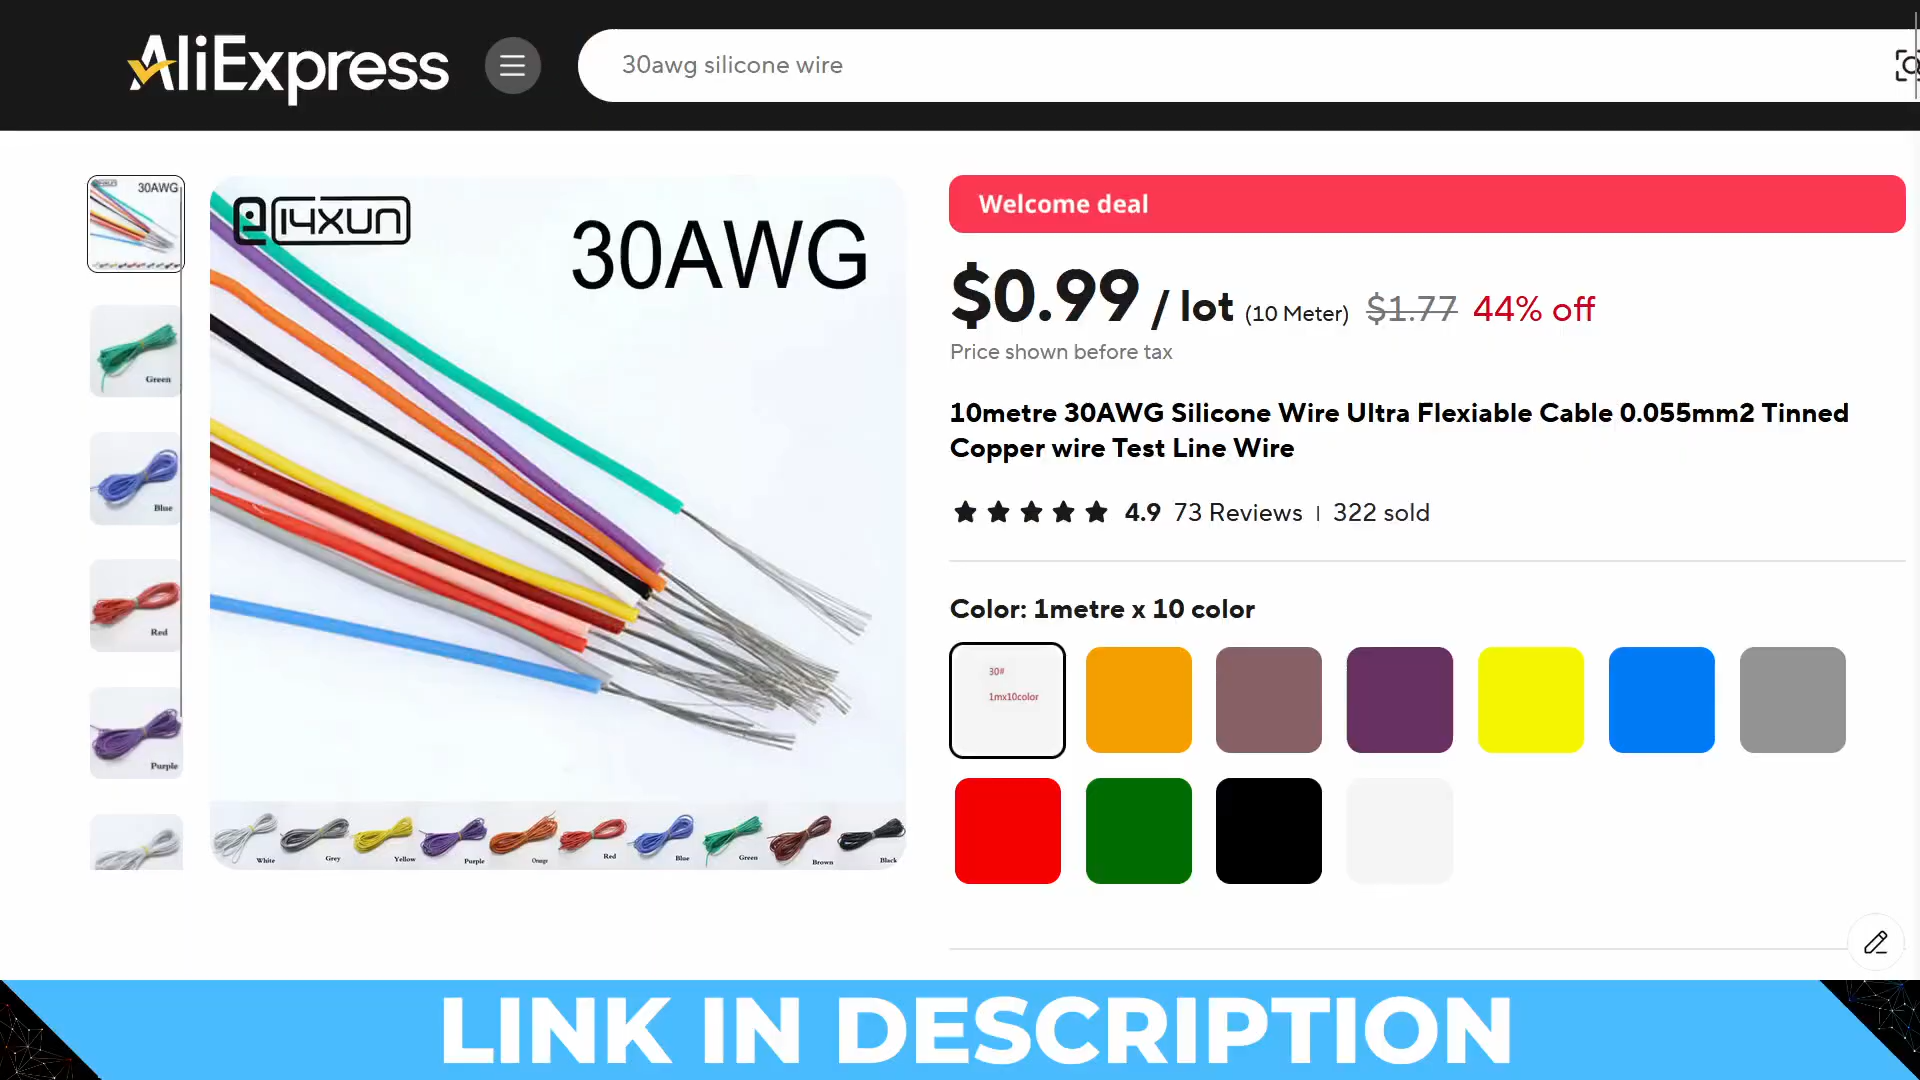 AliExpress
30awg silicone wire
30AWG
Green
Blue
Red
Purple
14XUN
30AWG
White
Grey
Yellow
Purple
Orange
Red
Blue
Green
Brown
Black
Welcome deal
$0.99 / lot (10 Meter) $1.77 44% off
Price shown before tax
10metre 30AWG Silicone Wire Ultra Flexiable Cable 0.055mm2 Tinned
Copper wire Test Line Wire
4.9 73 Reviews | 322 sold
Color: 1metre x 10 color
30#
1mx10color
LINK IN DESCRIPTION